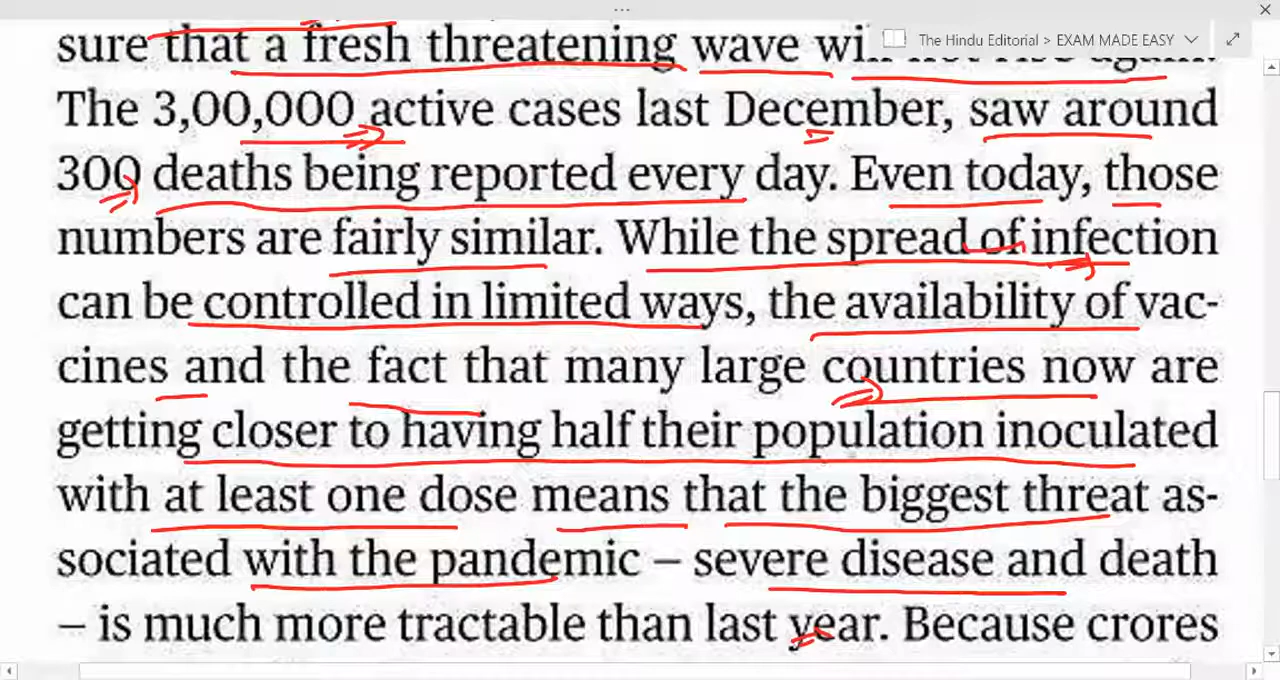 The Hindu Editorial > EXAM MADE EASY
sure that a fresh threatening wave will not rise again.
The 3,00,000 active cases last December, saw around
300 deaths being reported every day. Even today, those
numbers are fairly similar. While the spread of infection
can be controlled in limited ways, the availability of vac-
cines and the fact that many large countries now are
getting closer to having half their population inoculated
with at least one dose means that the biggest threat as-
sociated with the pandemic – severe disease and death
– is much more tractable than last year. Because crores